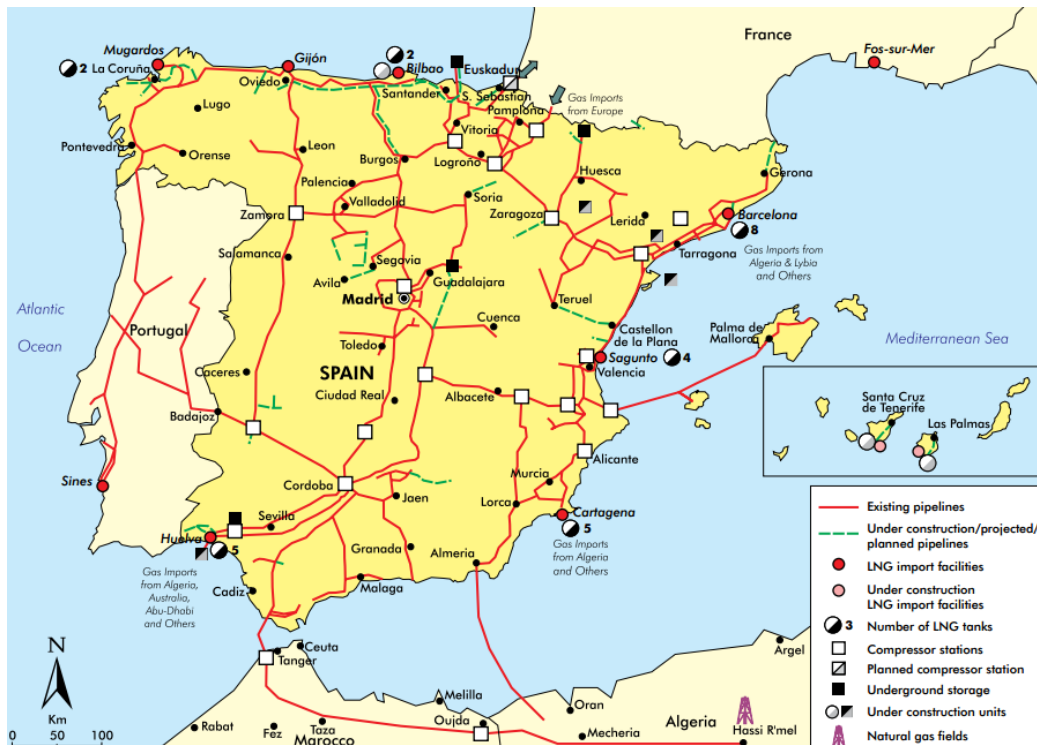 France
Mugardos
Gijón
2
Fos-sur-Mer
2
La Coruña
Bilbao
Euskadur
Oviedo
Santander
S. Sebastian
Gas Imports
from Europe
Lugo
Pamplona
Vitoria
Pontevedra
Orense
Leon
Burgos
Logroño
Huesca
Gerona
Palencia
Valladolid
Soria
Zamora
Zaragoza
Lerida
Barcelona
8
Tarragona
Gas Imports from
Algeria & Lybia
and Others
Salamanca
Segovia
Avila
Guadalajara
Madrid
Teruel
Atlantic
Ocean
Portugal
Cuenca
Castellon
de la Plana
Palma de
Mallorca
Mediterranean Sea
Toledo
Sagunto
4
Valencia
SPAIN
Caceres
Ciudad Real
Albacete
Santa Cruz
de Tenerife
Las Palmas
Badajoz
Alicante
Murcia
Sines
Cordoba
Jaen
Lorca
Cartagena
5
Gas Imports
from Algeria
and Others
Sevilla
Huelva
5
Granada
Almeria
Gas Imports
from Algeria,
Australia,
Abu-Dhabi
and Others
Cadiz
Malaga
Existing pipelines
Under construction/projected/
planned pipelines
LNG import facilities
Under construction
LNG import facilities
3 Number of LNG tanks
Compressor stations
Planned compressor station
Underground storage
Under construction units
Natural gas fields
N
Km
0 50 100
Ceuta
Tanger
Argel
Melilla
Oran
Rabat
Fez
Taza
Oujda
Mecheria
Algeria
Hassi R'mel
Marocco